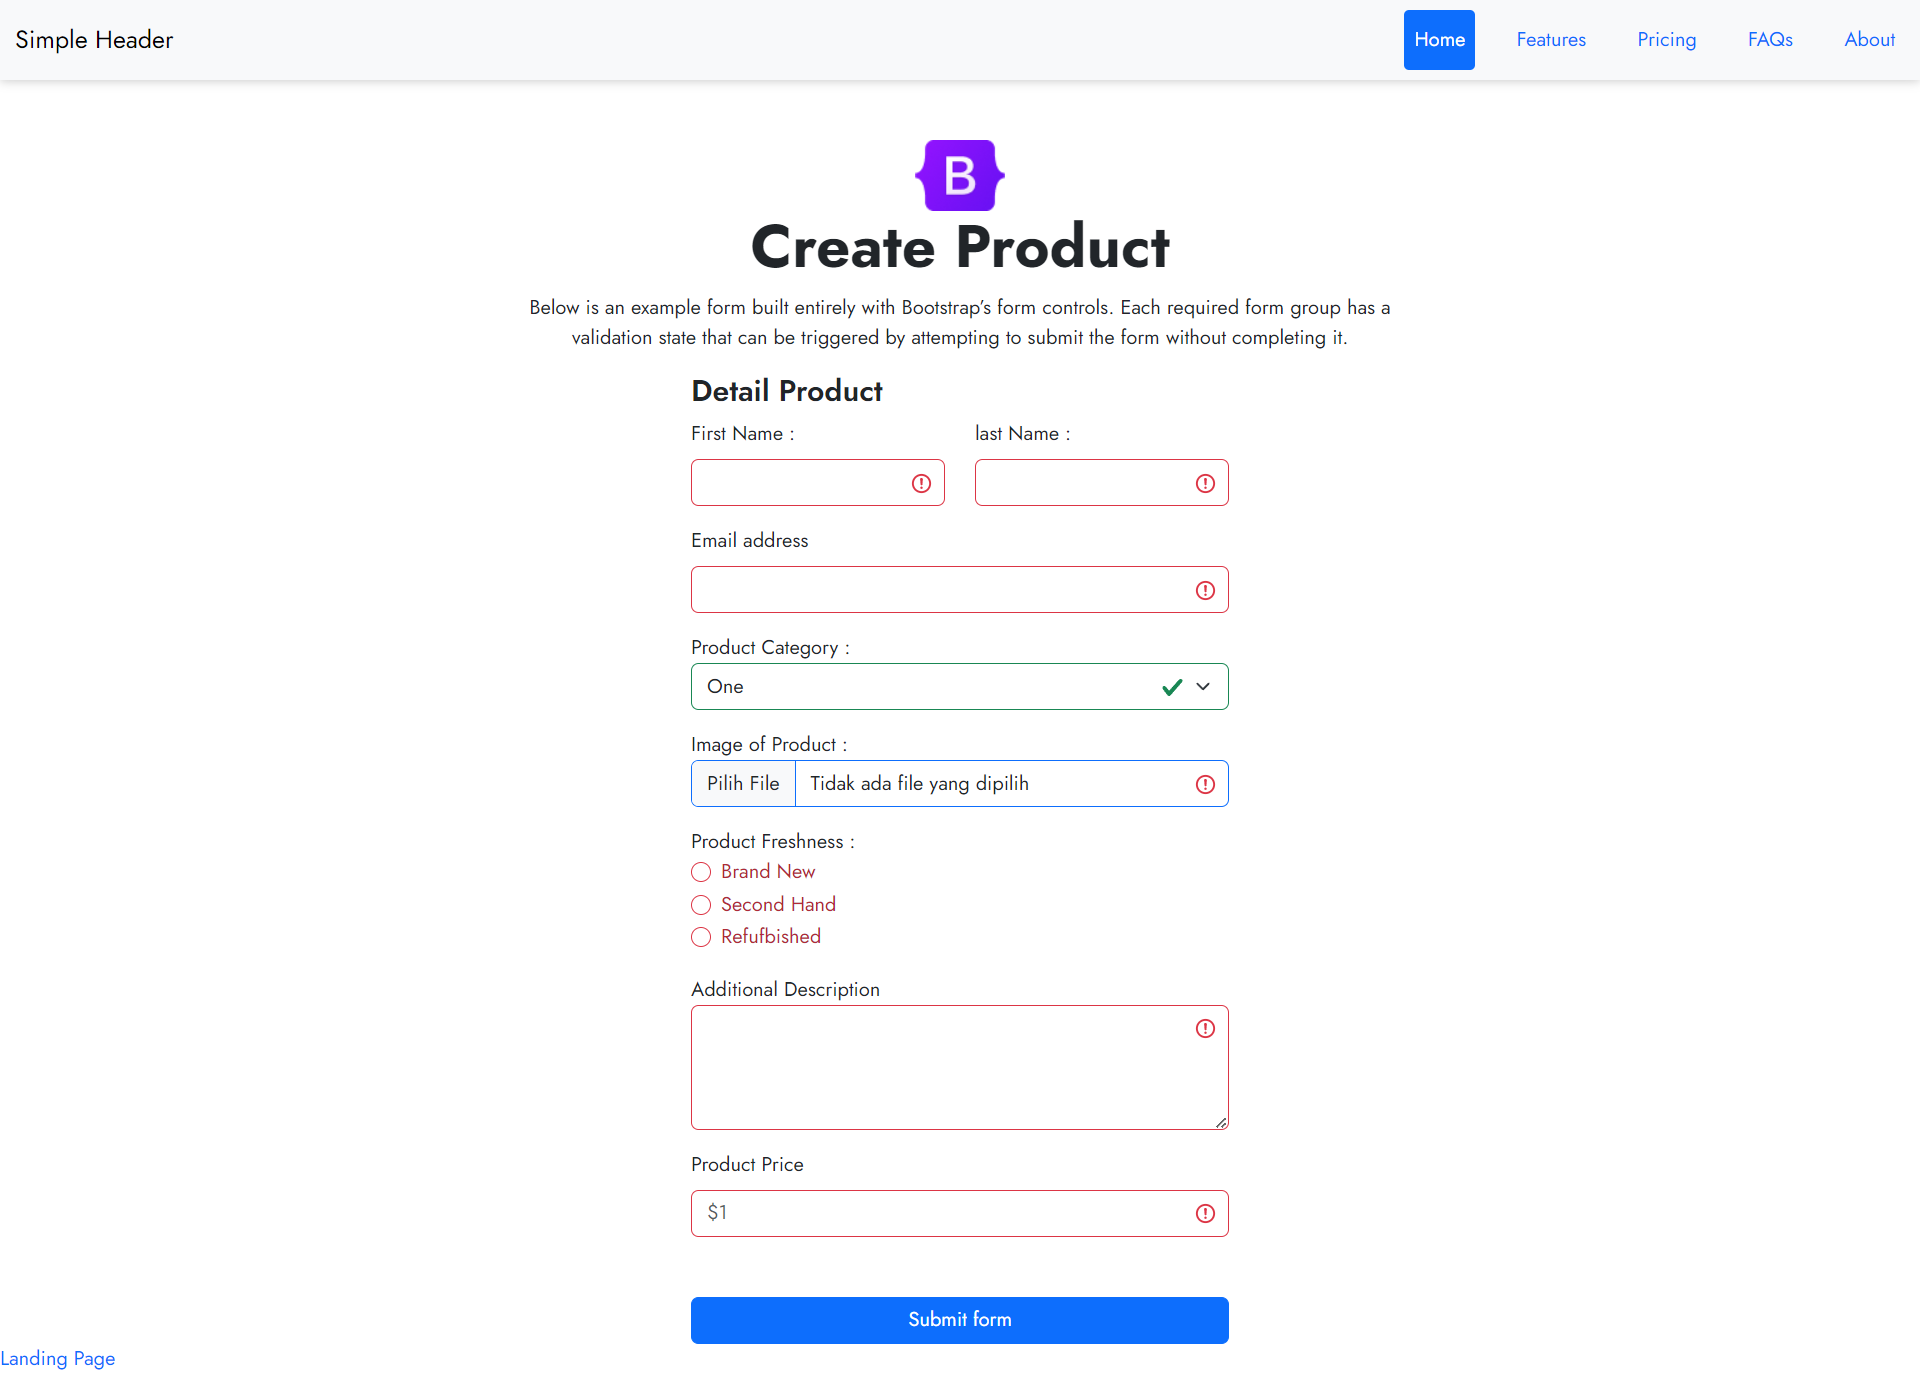 Simple Header
Home
Features
Pricing
FAQs
About
B
Create Product
Below is an example form built entirely with Bootstrap's form controls. Each required form group has a
validation state that can be triggered by attempting to submit the form without completing it.
Detail Product
First Name :
last Name :
Email address
Product Category :
One
Image of Product :
Pilih File
Tidak ada file yang dipilih
Product Freshness :
Brand New
Second Hand
Refufbished
Additional Description
Product Price
$1
Submit form
Landing Page